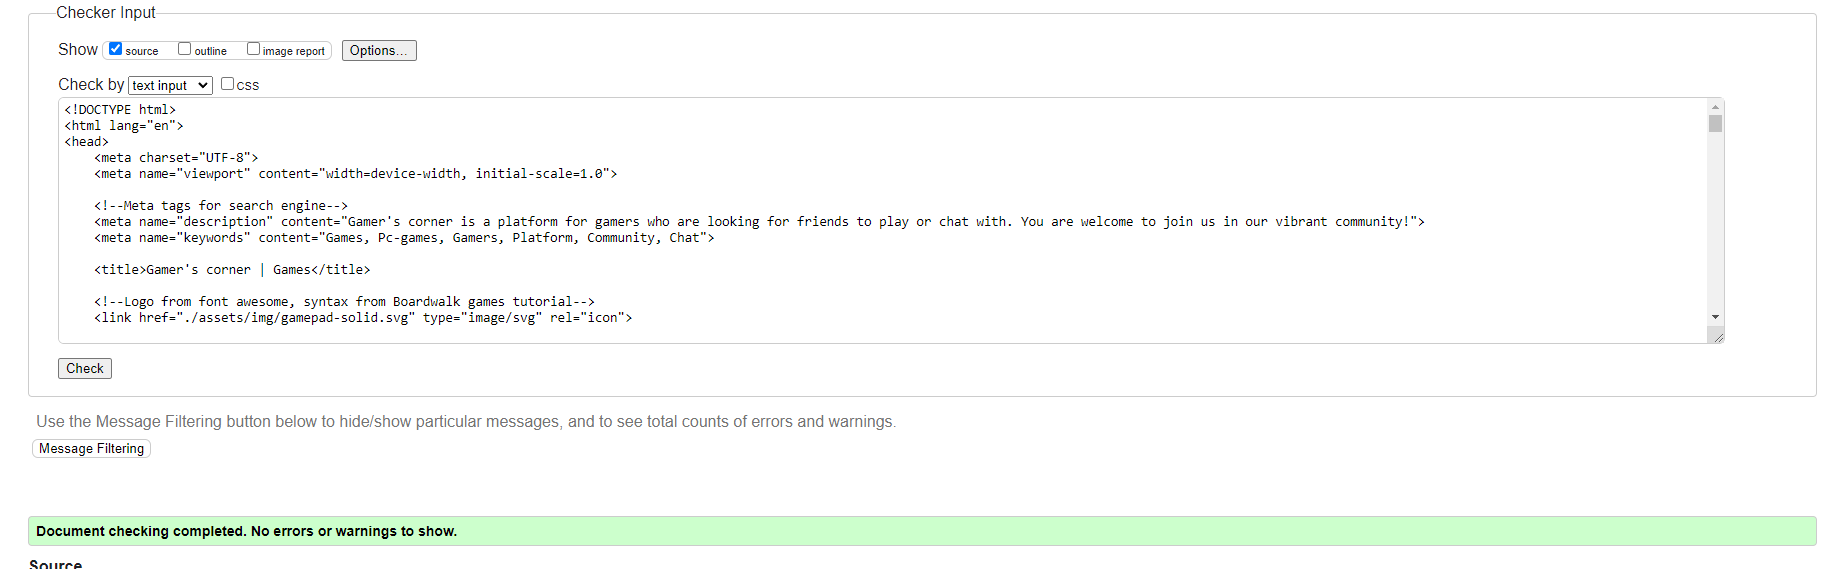 Checker Input
Show source outline image report Options...
Check by text input css
<!DOCTYPE html>
<html lang="en">
<head>
    <meta charset="UTF-8">
    <meta name="viewport" content="width=device-width, initial-scale=1.0">
    <!--Meta tags for search engine-->
    <meta name="description" content="Gamer's corner is a platform for gamers who are looking for friends to play or chat with. You are welcome to join us in our vibrant community!">
    <meta name="keywords" content="Games, Pc-games, Gamers, Platform, Community, Chat">
    <title>Gamer's corner | Games</title>
    <!--Logo from font awesome, syntax from Boardwalk games tutorial-->
    <link href="./assets/img/gamepad-solid.svg" type="image/svg" rel="icon">
Check
Use the Message Filtering button below to hide/show particular messages, and to see total counts of errors and warnings.
Message Filtering
Document checking completed. No errors or warnings to show.
Source